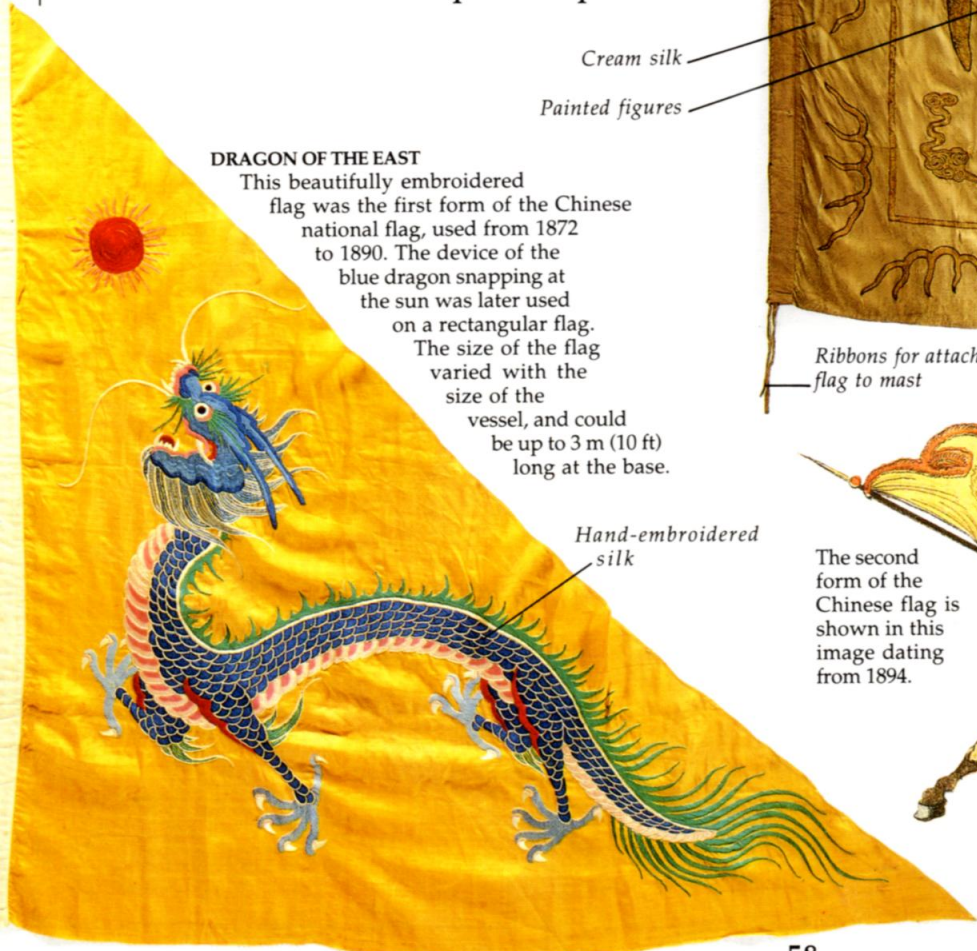 Cream silk
Painted figures
DRAGON OF THE EAST
This beautifully embroidered
flag was the first form of the Chinese
national flag, used from 1872
to 1890. The device of the
blue dragon snapping at
the sun was later used
on a rectangular flag.
The size of the flag
varied with the
size of the
vessel, and could
be up to 3 m (10 ft)
long at the base.
Ribbons for attach
flag to mast
Hand-embroidered
silk
The second
form of the
Chinese flag is
shown in this
image dating
from 1894.